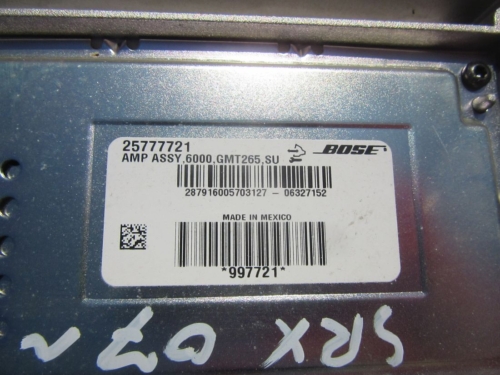 25777721
AMP ASSY,6000,GMT265,SU
BOSE
287916005703127 - 06327152
MADE IN MEXICO
*997721*
SRX 07~